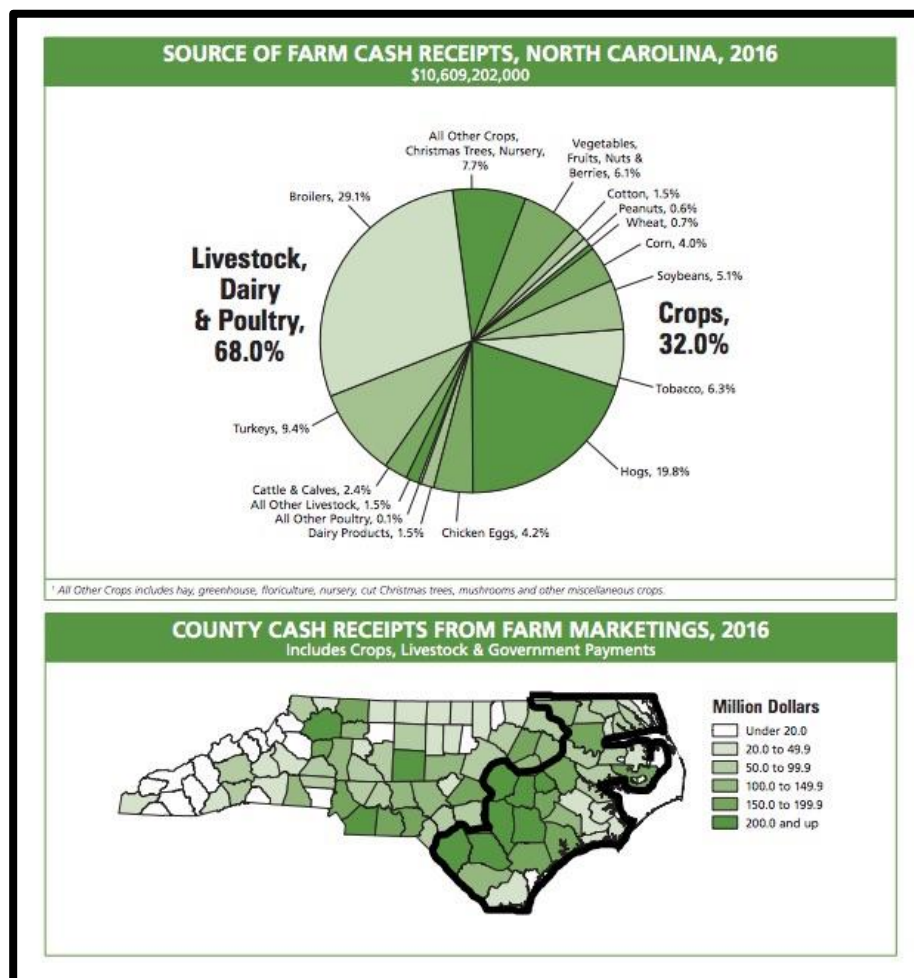 SOURCE OF FARM CASH RECEIPTS, NORTH CAROLINA, 2016
$10,609,202,000
All Other Crops,
Christmas Trees, Nursery,
7.7%
Vegetables,
Fruits, Nuts &
Berries, 6.1%
Cotton, 1.5%
Peanuts, 0.6%
Wheat, 0.7%
Corn, 4.0%
Soybeans, 5.1%
Crops,
32.0%
Tobacco, 6.3%
Hogs, 19.8%
Chicken Eggs, 4.2%
Dairy Products, 1.5%
All Other Poultry, 0.1%
All Other Livestock, 1.5%
Cattle & Calves, 2.4%
Turkeys, 9.4%
Livestock,
Dairy
& Poultry,
68.0%
Broilers, 29.1%
¹ All Other Crops includes hay, greenhouse, floriculture, nursery, cut Christmas trees, mushrooms and other miscellaneous crops.
COUNTY CASH RECEIPTS FROM FARM MARKETINGS, 2016
Includes Crops, Livestock & Government Payments
Million Dollars
Under 20.0
20.0 to 49.9
50.0 to 99.9
100.0 to 149.9
150.0 to 199.9
200.0 and up